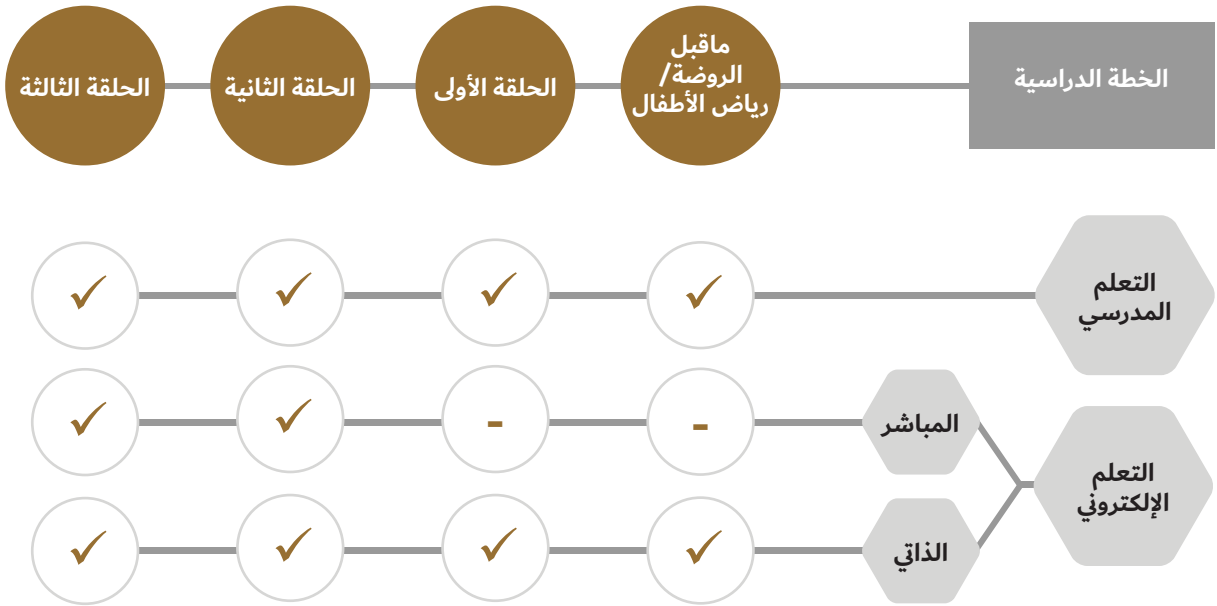 الخطة الدراسية
ماقبل
الروضة/
رياض الأطفال
الحلقة الأولى
الحلقة الثانية
الحلقة الثالثة
التعلم
المدرسي
✓ ✓ ✓ ✓
التعلم
الإلكتروني
المباشر
- - ✓ ✓
الذاتي
✓ ✓ ✓ ✓